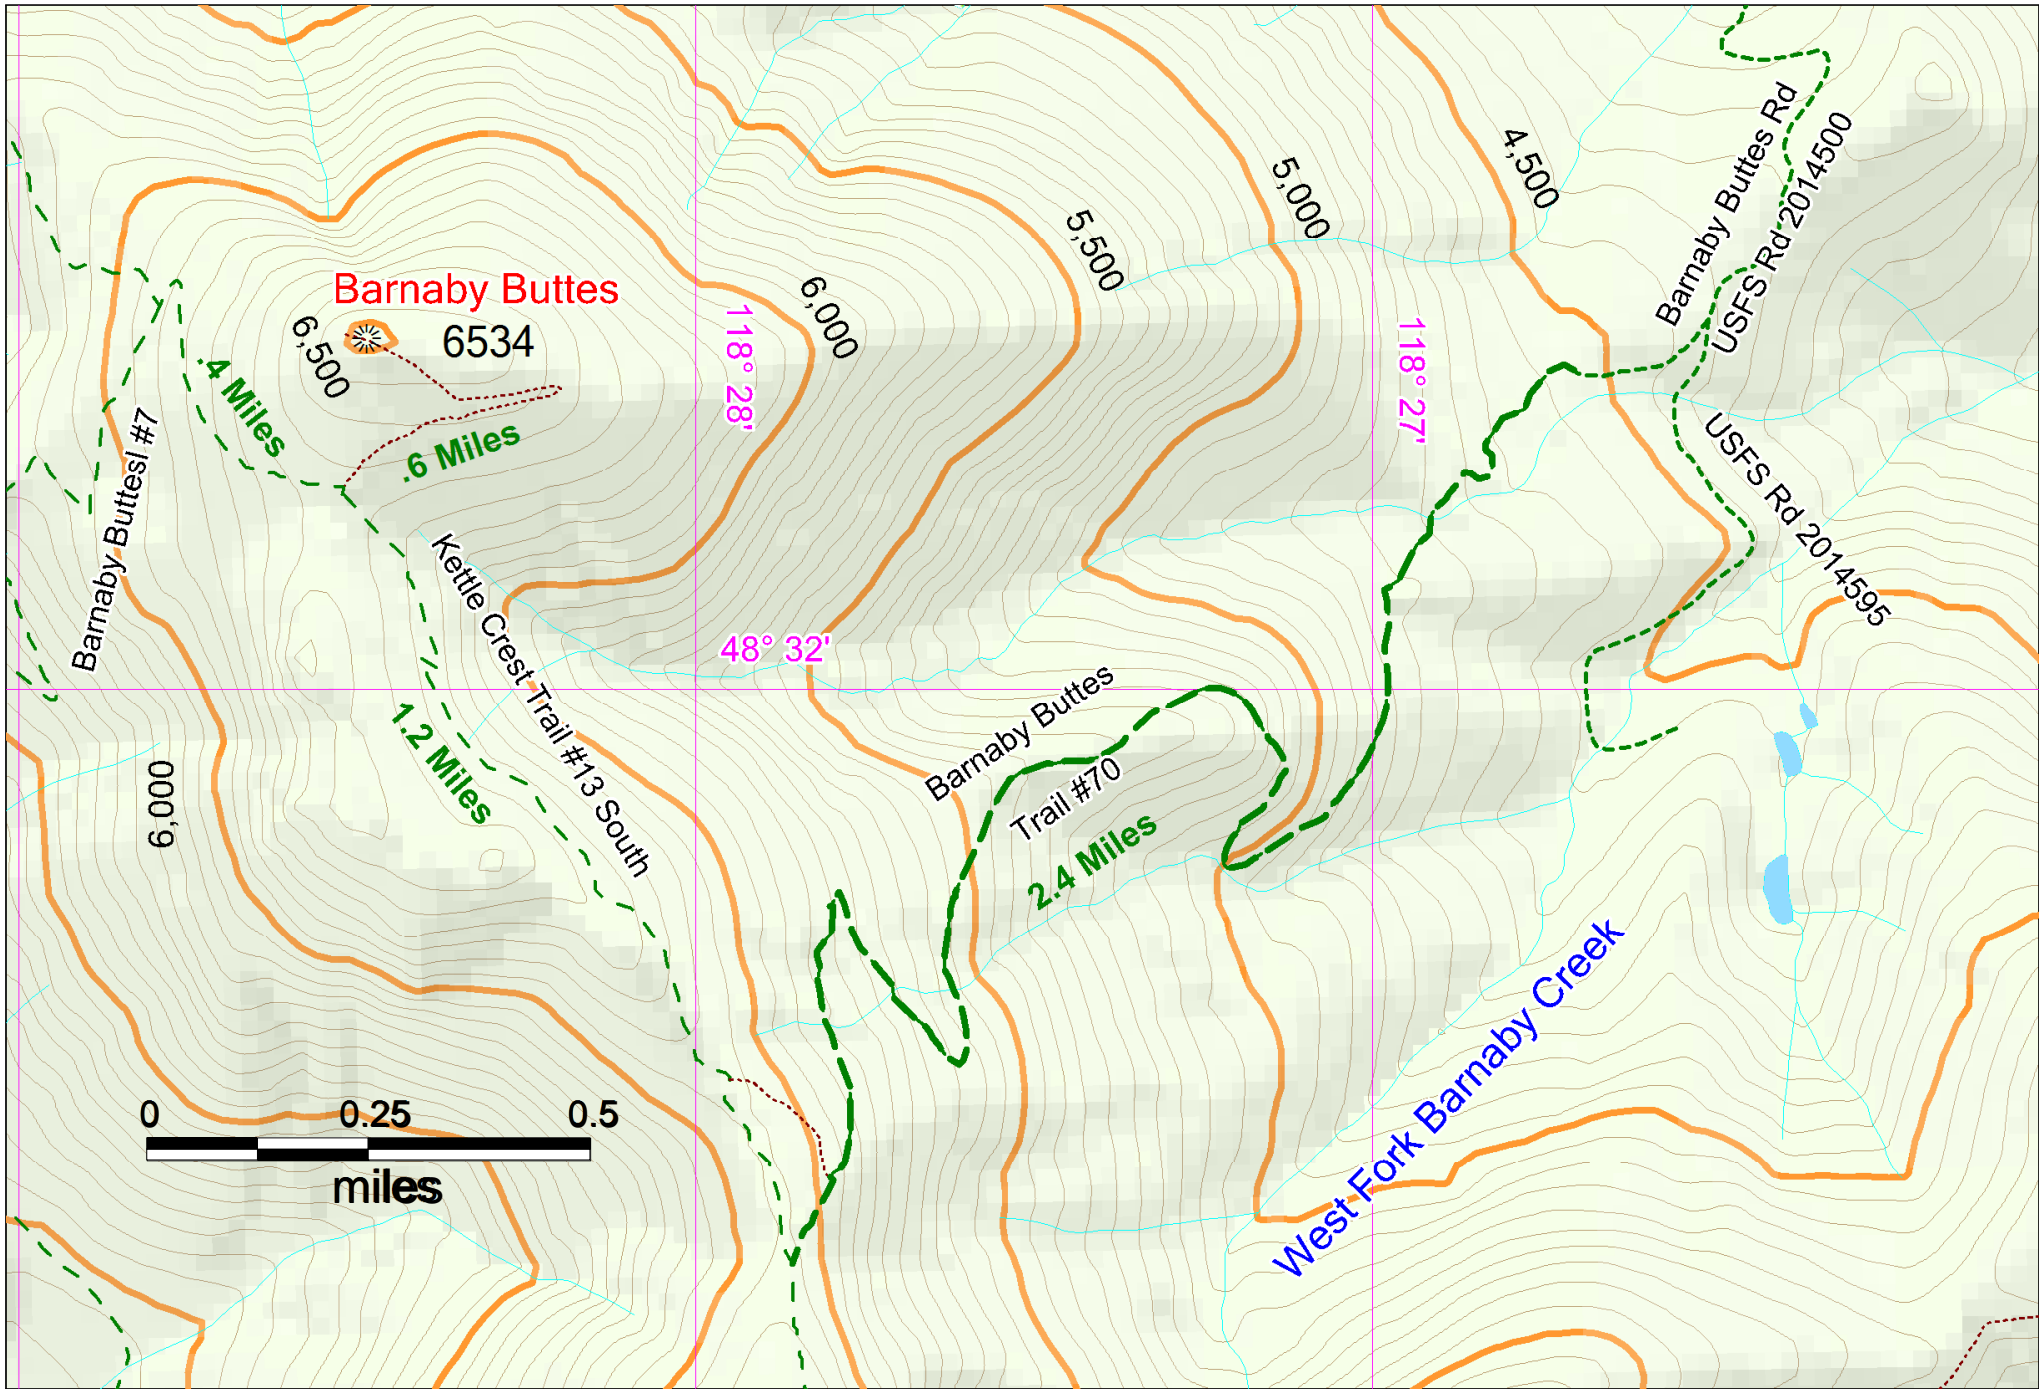 Barnaby Buttes Rd
USFS Rd 2014500
4,500
5,000
5,500
6,000
Barnaby Buttes
6534
6,500
118° 28'
118° 27'
.4 Miles
.6 Miles
Barnaby Buttesl #7
USFS Rd 2014595
Kettle Crest Trail #13 South
48° 32'
1.2 Miles
Barnaby Buttes
Trail #70
2.4 Miles
6,000
West Fork Barnaby Creek
0 0.25 0.5
miles